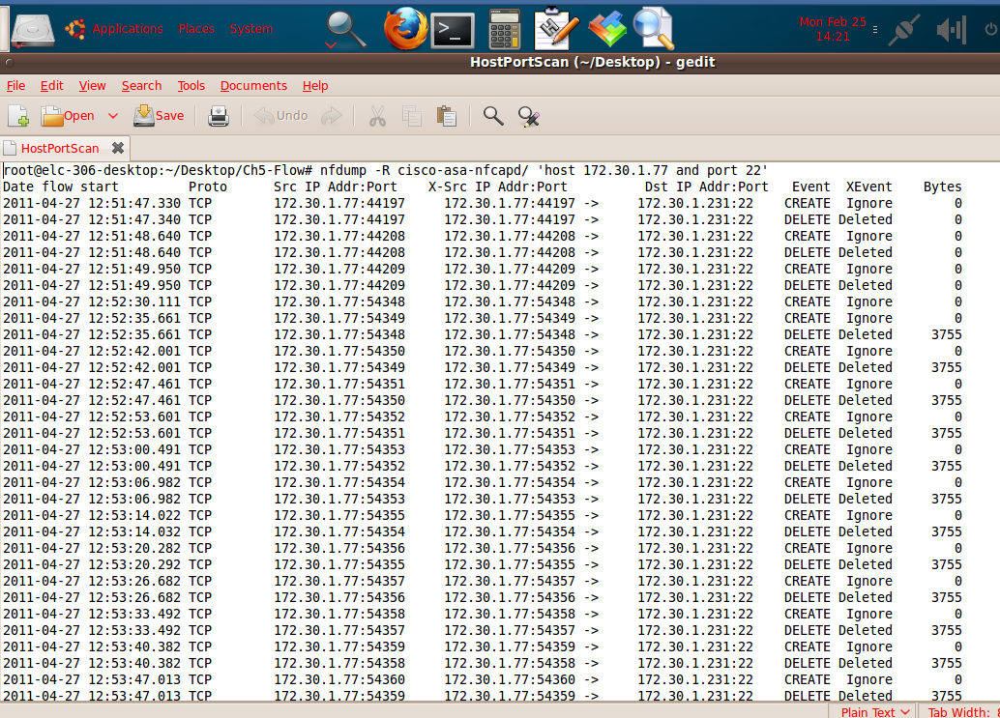 Applications Places System Mon Feb 25
14:21
HostPortScan (~/Desktop) - gedit
File Edit View Search Tools Documents Help
Open Save Undo
HostPortScan
root@elc-306-desktop:~/Desktop/Ch5-Flow# nfdump -R cisco-asa-nfcapd/ 'host 172.30.1.77 and port 22'
Date flow start Proto Src IP Addr:Port X-Src IP Addr:Port Dst IP Addr:Port Event XEvent Bytes
2011-04-27 12:51:47.330 TCP 172.30.1.77:44197 172.30.1.77:44197 -> 172.30.1.231:22 CREATE Ignore 0
2011-04-27 12:51:47.340 TCP 172.30.1.77:44197 172.30.1.77:44197 -> 172.30.1.231:22 DELETE Deleted 0
2011-04-27 12:51:48.640 TCP 172.30.1.77:44208 172.30.1.77:44208 -> 172.30.1.231:22 CREATE Ignore 0
2011-04-27 12:51:48.640 TCP 172.30.1.77:44208 172.30.1.77:44208 -> 172.30.1.231:22 DELETE Deleted 0
2011-04-27 12:51:49.950 TCP 172.30.1.77:44209 172.30.1.77:44209 -> 172.30.1.231:22 CREATE Ignore 0
2011-04-27 12:51:49.950 TCP 172.30.1.77:44209 172.30.1.77:44209 -> 172.30.1.231:22 DELETE Deleted 0
2011-04-27 12:52:30.111 TCP 172.30.1.77:54348 172.30.1.77:54348 -> 172.30.1.231:22 CREATE Ignore 0
2011-04-27 12:52:35.661 TCP 172.30.1.77:54349 172.30.1.77:54349 -> 172.30.1.231:22 CREATE Ignore 0
2011-04-27 12:52:35.661 TCP 172.30.1.77:54348 172.30.1.77:54348 -> 172.30.1.231:22 DELETE Deleted 3755
2011-04-27 12:52:42.001 TCP 172.30.1.77:54350 172.30.1.77:54350 -> 172.30.1.231:22 CREATE Ignore 0
2011-04-27 12:52:42.001 TCP 172.30.1.77:54349 172.30.1.77:54349 -> 172.30.1.231:22 DELETE Deleted 3755
2011-04-27 12:52:47.461 TCP 172.30.1.77:54351 172.30.1.77:54351 -> 172.30.1.231:22 CREATE Ignore 0
2011-04-27 12:52:47.461 TCP 172.30.1.77:54350 172.30.1.77:54350 -> 172.30.1.231:22 DELETE Deleted 3755
2011-04-27 12:52:53.601 TCP 172.30.1.77:54352 172.30.1.77:54352 -> 172.30.1.231:22 CREATE Ignore 0
2011-04-27 12:52:53.601 TCP 172.30.1.77:54351 172.30.1.77:54351 -> 172.30.1.231:22 DELETE Deleted 3755
2011-04-27 12:53:00.491 TCP 172.30.1.77:54353 172.30.1.77:54353 -> 172.30.1.231:22 CREATE Ignore 0
2011-04-27 12:53:00.491 TCP 172.30.1.77:54352 172.30.1.77:54352 -> 172.30.1.231:22 DELETE Deleted 3755
2011-04-27 12:53:06.982 TCP 172.30.1.77:54354 172.30.1.77:54354 -> 172.30.1.231:22 CREATE Ignore 0
2011-04-27 12:53:06.982 TCP 172.30.1.77:54353 172.30.1.77:54353 -> 172.30.1.231:22 DELETE Deleted 3755
2011-04-27 12:53:14.022 TCP 172.30.1.77:54355 172.30.1.77:54355 -> 172.30.1.231:22 CREATE Ignore 0
2011-04-27 12:53:14.032 TCP 172.30.1.77:54354 172.30.1.77:54354 -> 172.30.1.231:22 DELETE Deleted 3755
2011-04-27 12:53:20.282 TCP 172.30.1.77:54356 172.30.1.77:54356 -> 172.30.1.231:22 CREATE Ignore 0
2011-04-27 12:53:20.292 TCP 172.30.1.77:54355 172.30.1.77:54355 -> 172.30.1.231:22 DELETE Deleted 3755
2011-04-27 12:53:26.682 TCP 172.30.1.77:54357 172.30.1.77:54357 -> 172.30.1.231:22 CREATE Ignore 0
2011-04-27 12:53:26.682 TCP 172.30.1.77:54356 172.30.1.77:54356 -> 172.30.1.231:22 DELETE Deleted 3755
2011-04-27 12:53:33.492 TCP 172.30.1.77:54358 172.30.1.77:54358 -> 172.30.1.231:22 CREATE Ignore 0
2011-04-27 12:53:33.492 TCP 172.30.1.77:54357 172.30.1.77:54357 -> 172.30.1.231:22 DELETE Deleted 3755
2011-04-27 12:53:40.382 TCP 172.30.1.77:54359 172.30.1.77:54359 -> 172.30.1.231:22 CREATE Ignore 0
2011-04-27 12:53:40.382 TCP 172.30.1.77:54358 172.30.1.77:54358 -> 172.30.1.231:22 DELETE Deleted 3755
2011-04-27 12:53:47.013 TCP 172.30.1.77:54360 172.30.1.77:54360 -> 172.30.1.231:22 CREATE Ignore 0
2011-04-27 12:53:47.013 TCP 172.30.1.77:54359 172.30.1.77:54359 -> 172.30.1.231:22 DELETE Deleted 3755
Plain Text Tab Width: